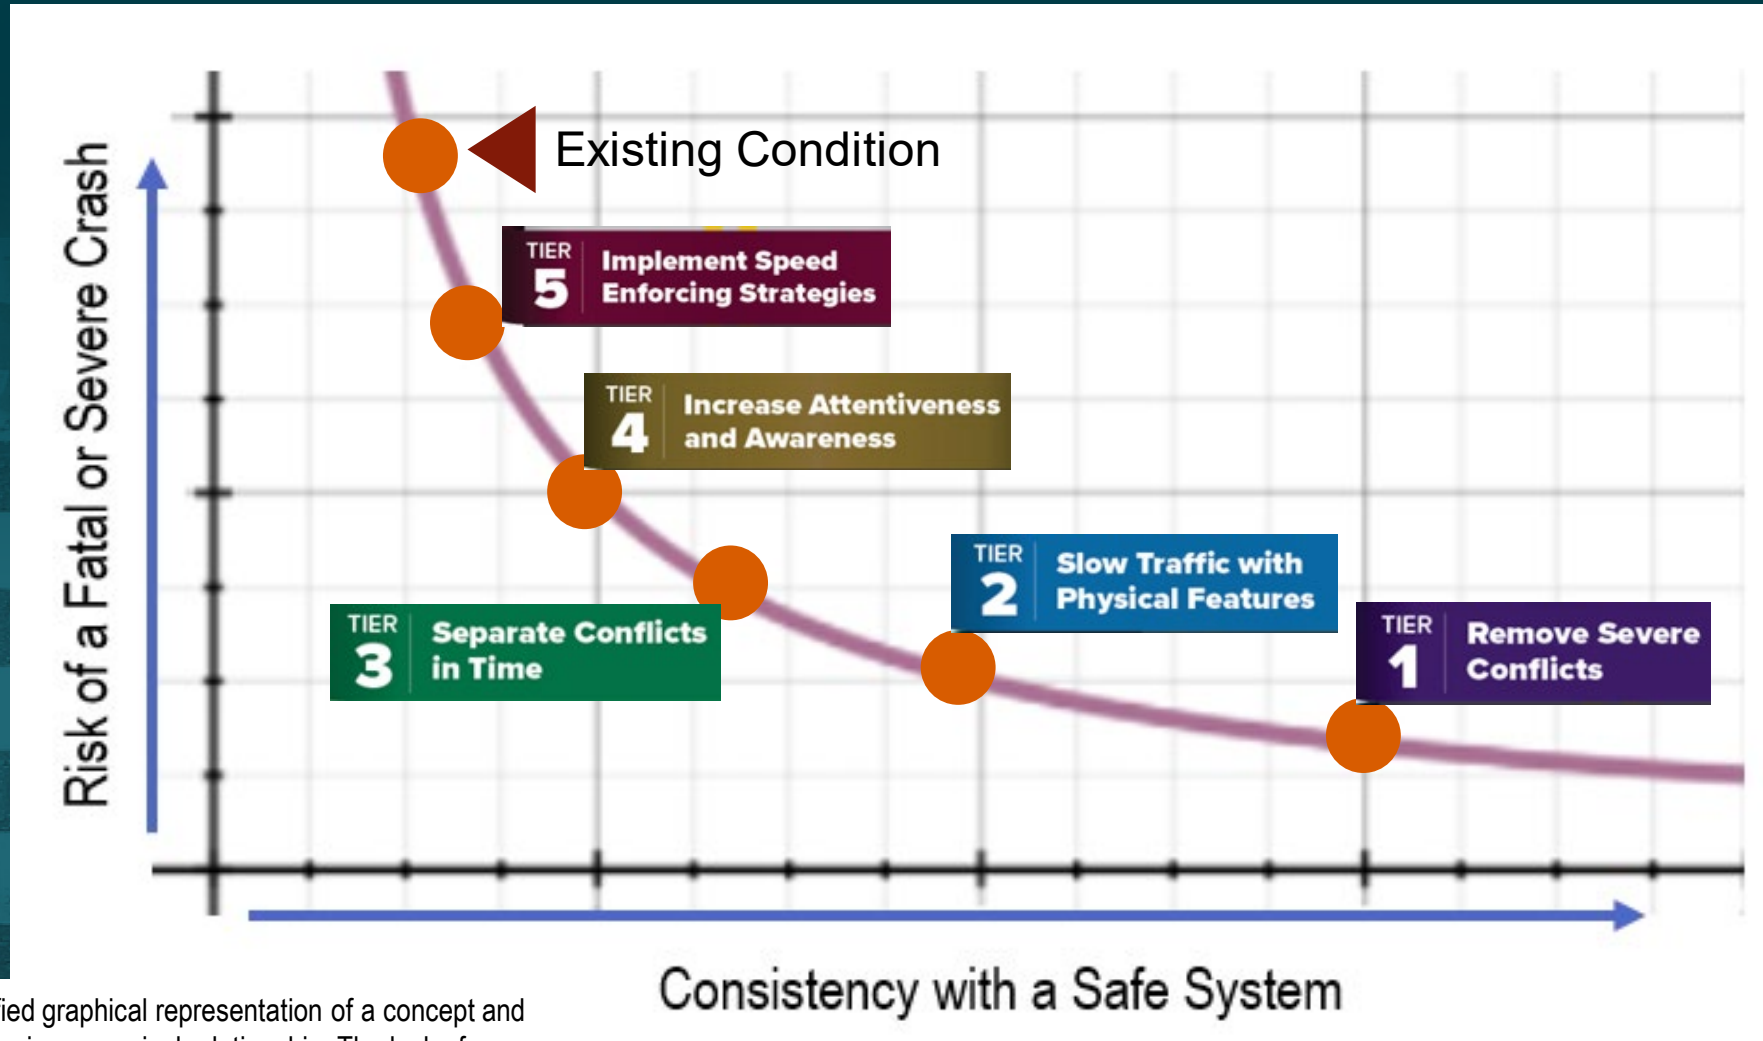 Risk of a Fatal or Severe Crash
Existing Condition
TIER
5
Implement Speed
Enforcing Strategies
TIER
4
Increase Attentiveness
and Awareness
TIER
3
Separate Conflicts
in Time
TIER
2
Slow Traffic with
Physical Features
TIER
1
Remove Severe
Conflicts
Consistency with a Safe System
graphical representation of a concept and